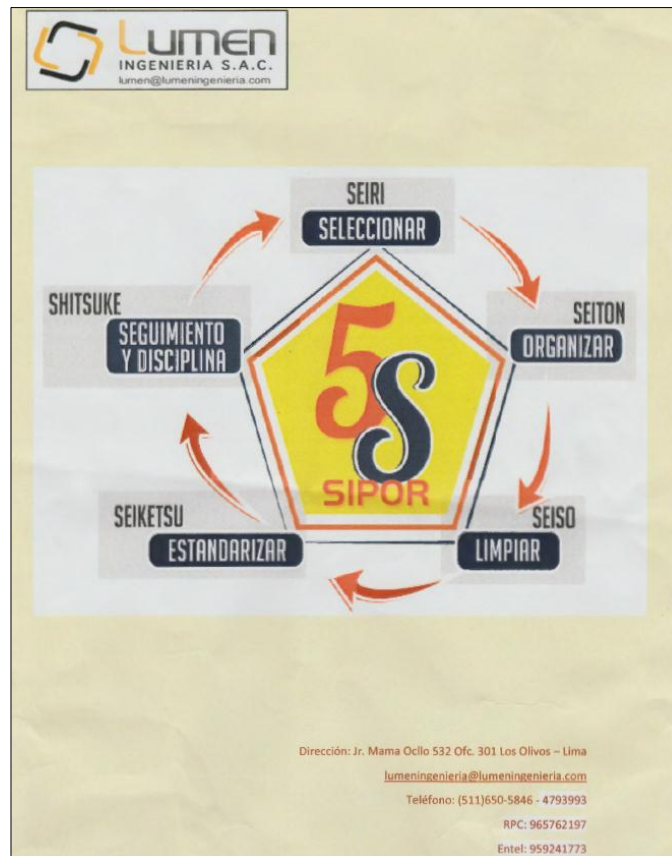 LUMEN
INGENIERIA S.A.C.
lumen@lumeningenieria.com
SEIRI
SELECCIONAR
SHITSUKE
SEGUIMIENTO
Y DISCIPLINA
SEITON
ORGANIZAR
5S
SIPOR
SEIKETSU
ESTANDARIZAR
SEISO
LIMPIAR
Dirección: Jr. Mama Ocllo 532 Ofc. 301 Los Olivos – Lima
lumeningenieria@lumeningenieria.com
Teléfono: (511)650-5846 - 4793993
RPC: 965762197
Entel: 959241773